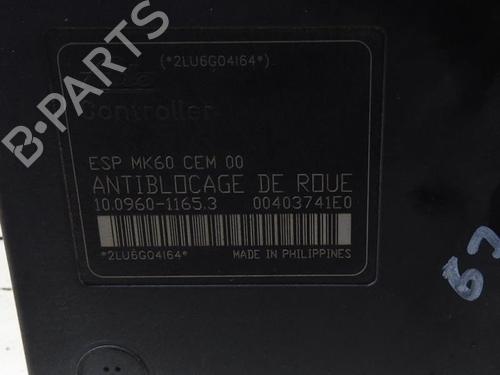 (*2LU6G04164*)
Controller
ESP MK60 CEM 00
ANTIBLOCAGE DE ROUE
10.0960-1165.3 00403741E0
*2LU6G04164* MADE IN PHILIPPINES
B-PARTS